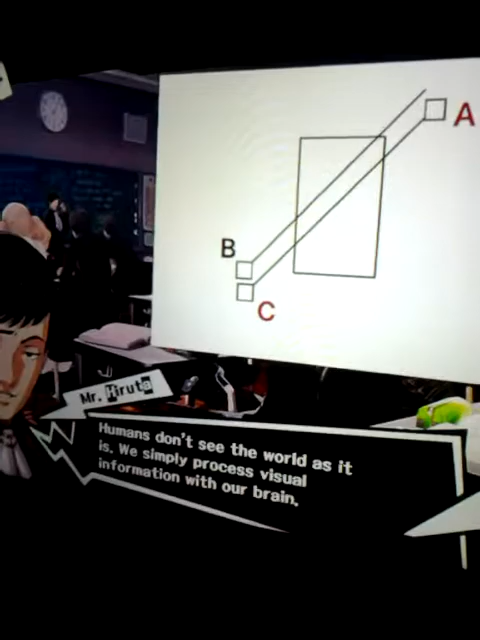 A
B
C
Mr. Hiruta
Humans don't see the world as it
is. We simply process visual
information with our brain.